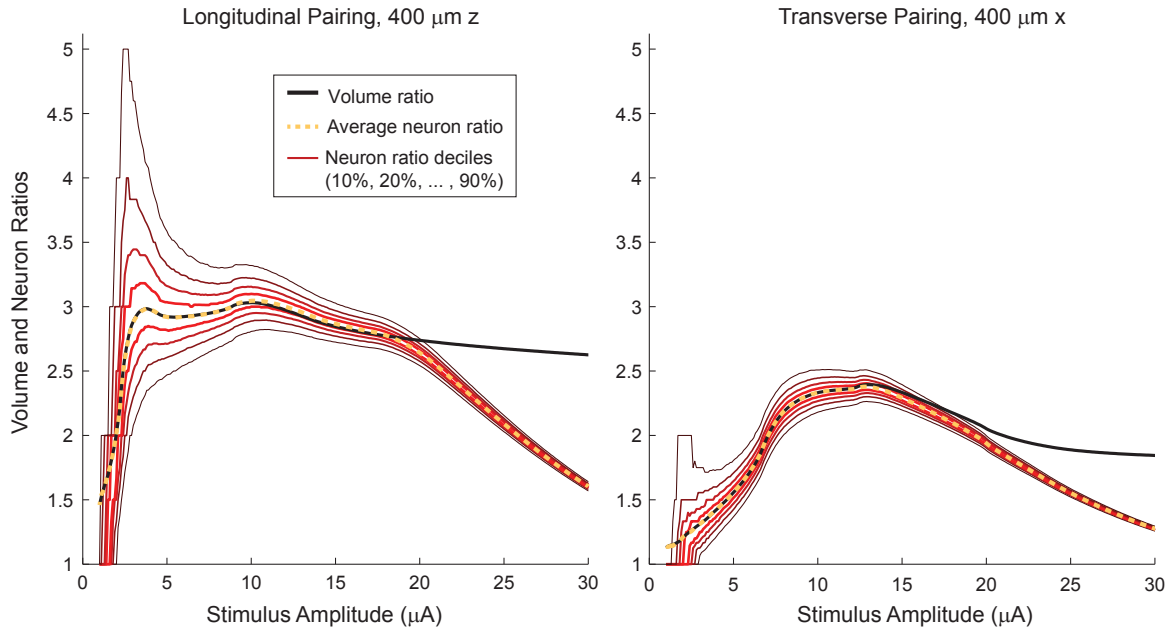 Longitudinal Pairing, 400 μm z
Transverse Pairing, 400 μm x
Volume and Neuron Ratios
5
4.5
4
3.5
3
2.5
2
1.5
1
Volume ratio
Average neuron ratio
Neuron ratio deciles
(10%, 20%, ... , 90%)
0 5 10 15 20 25 30
Stimulus Amplitude (μA)
5
4.5
4
3.5
3
2.5
2
1.5
1
0 5 10 15 20 25 30
Stimulus Amplitude (μA)